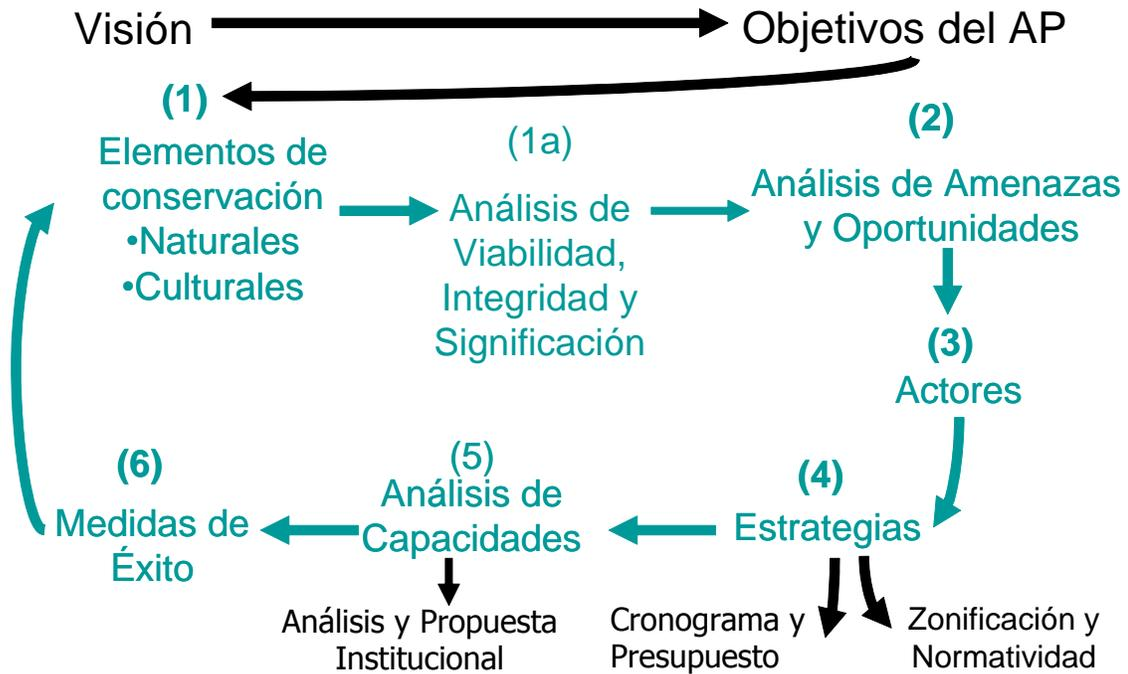 Visión
Objetivos del AP
(1)
Elementos de
conservación
•Naturales
•Culturales
(1a)
Análisis de
Viabilidad,
Integridad y
Significación
(2)
Análisis de Amenazas
y Oportunidades
(3)
Actores
(4)
Estrategias
(5)
Análisis de
Capacidades
(6)
Medidas de
Éxito
Análisis y Propuesta
Institucional
Cronograma y
Presupuesto
Zonificación y
Normatividad